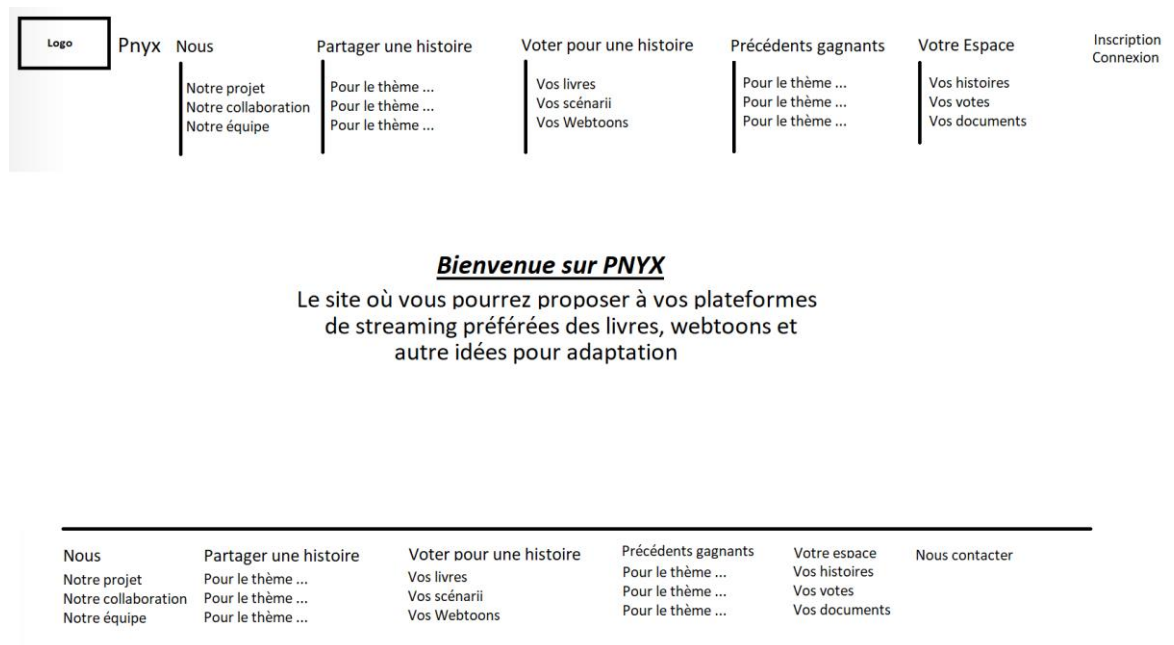 Logo
Pnyx
Nous
Notre projet
Notre collaboration
Notre équipe
Partager une histoire
Pour le thème ...
Pour le thème ...
Pour le thème ...
Voter pour une histoire
Vos livres
Vos scénarii
Vos Webtoons
Précédents gagnants
Pour le thème ...
Pour le thème ...
Pour le thème ...
Votre Espace
Vos histoires
Vos votes
Vos documents
Inscription
Connexion
Bienvenue sur PNYX
Le site où vous pourrez proposer à vos plateformes
de streaming préférées des livres, webtoons et
autre idées pour adaptation
Nous
Notre projet
Notre collaboration
Notre équipe
Partager une histoire
Pour le thème ...
Pour le thème ...
Pour le thème ...
Voter pour une histoire
Vos livres
Vos scénarii
Vos Webtoons
Précédents gagnants
Pour le thème ...
Pour le thème ...
Pour le thème ...
Votre espace
Vos histoires
Vos votes
Vos documents
Nous contacter